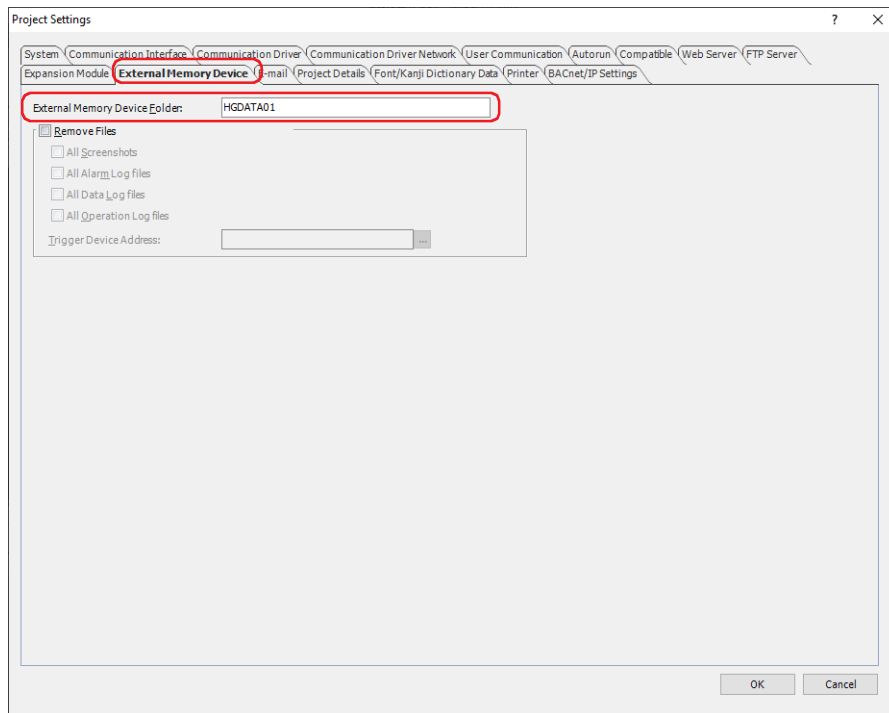 Project Settings ? ×
System Communication Interface Communication Driver Communication Driver Network User Communication Autorun Compatible Web Server FTP Server
Expansion Module External Memory Device E-mail Project Details Font/Kanji Dictionary Data Printer BACnet/IP Settings
External Memory Device Folder: HGDATA01
Remove Files
All Screenshots
All Alarm Log files
All Data Log files
All Operation Log files
Trigger Device Address: ...
OK Cancel